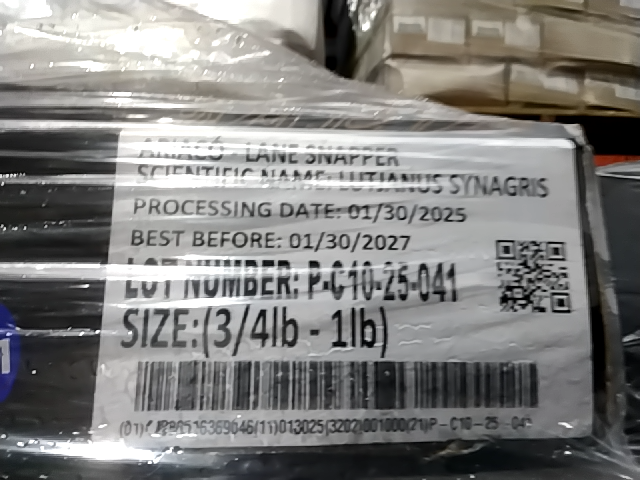 ARIACÓ - LANE SNAPPER
SCIENTIFIC NAME: LUTJANUS SYNAGRIS
PROCESSING DATE: 01/30/2025
BEST BEFORE: 01/30/2027
LOT NUMBER: P-C10-25-041
SIZE:(3/4lb - 1lb)